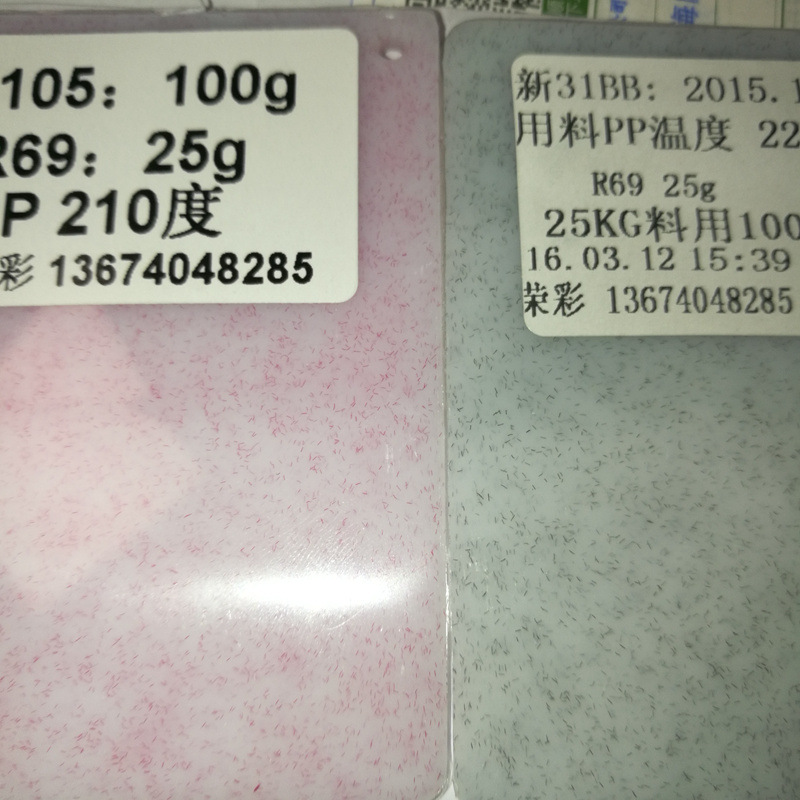 105: 100g
R69: 25g
P 210度
彩 13674048285
新31BB: 2015.1
用料PP温度 22
R69 25g
25KG料用100
16.03.12 15:39
荣彩 13674048285